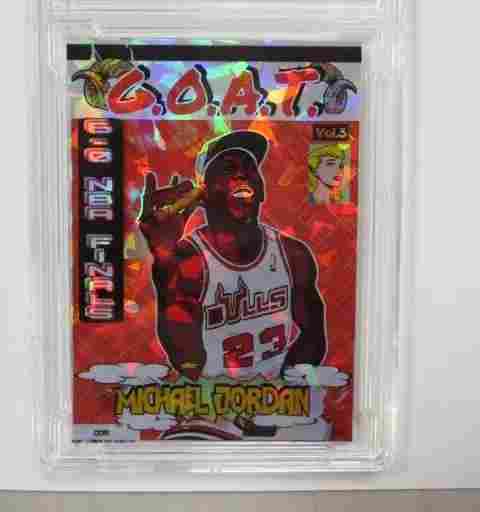 G.O.A.T.
Vol.3
6:0 NBA FINALS
BULLS
23
MICHAEL JORDAN